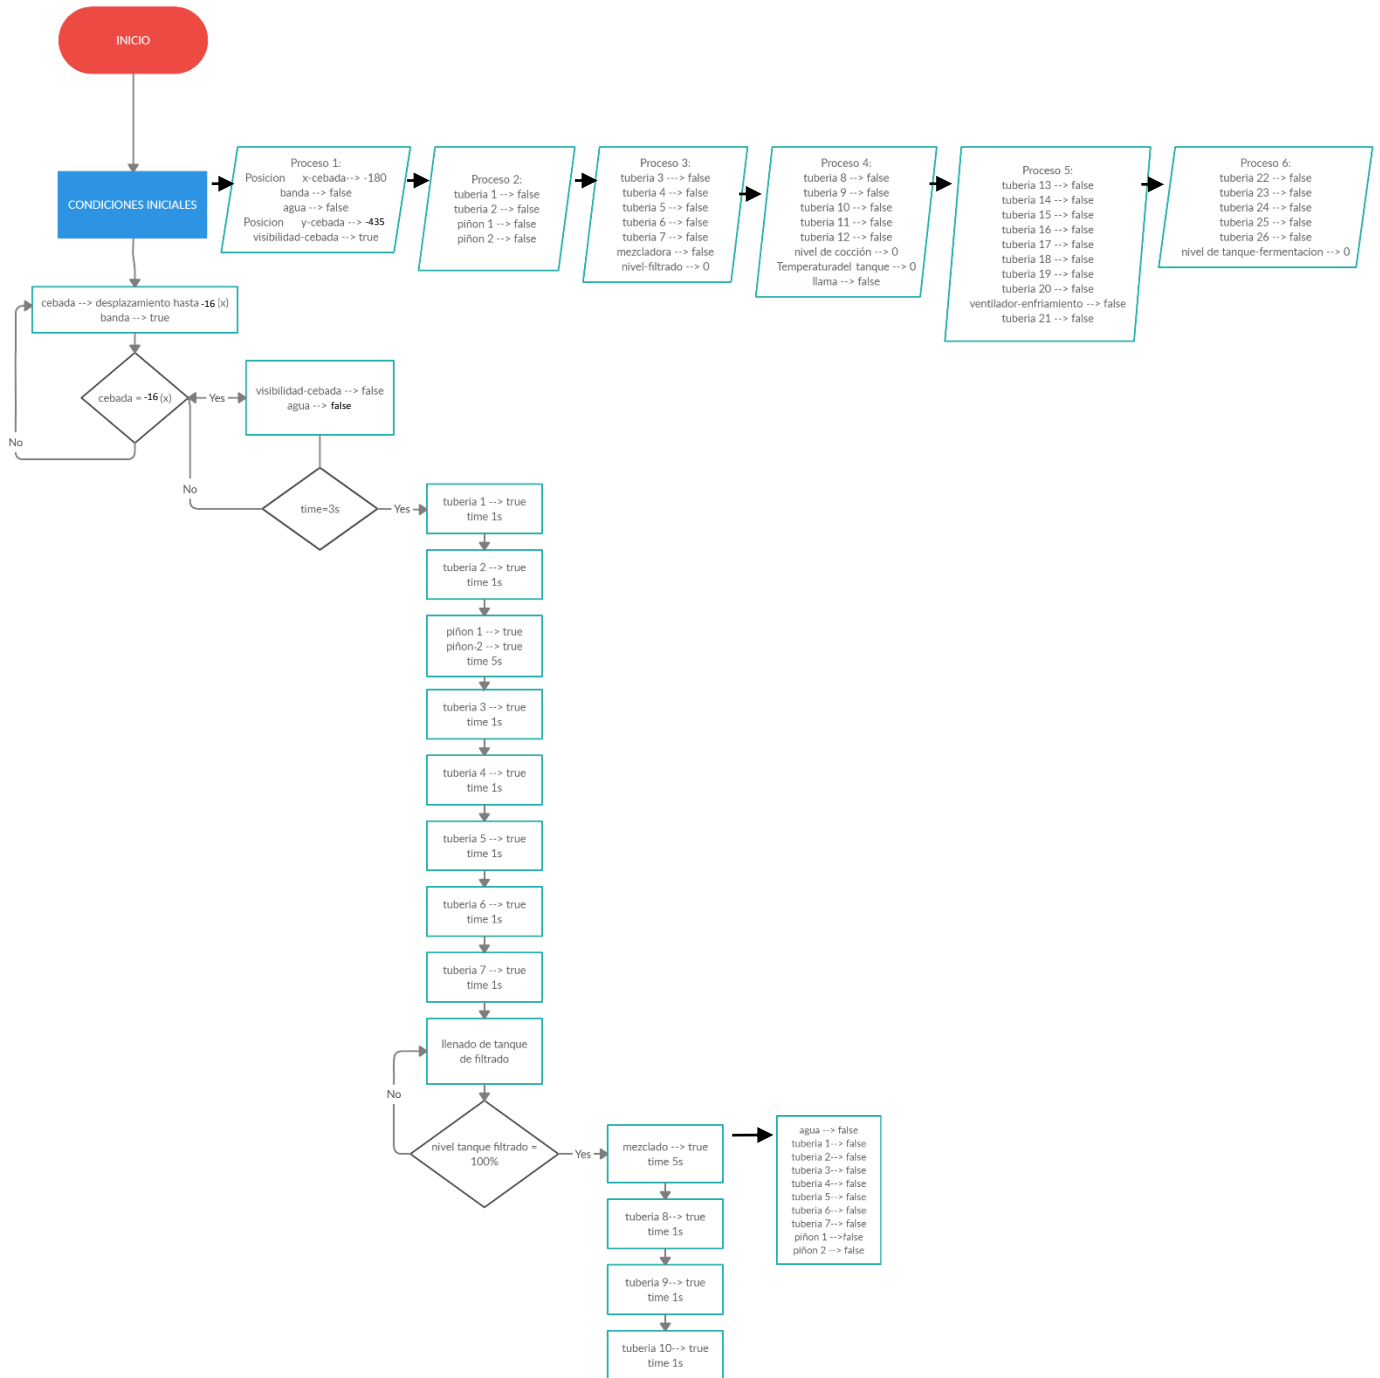 INICIO
CONDICIONES INICIALES
Proceso 1:
Posicion x-cebada--> -180
banda --> false
agua --> false
Posicion y-cebada --> -435
visibilidad-cebada --> true
Proceso 2:
tuberia 1 --> false
tuberia 2 --> false
piñon 1 --> false
piñon 2 --> false
Proceso 3:
tuberia 3 ---> false
tuberia 4 --> false
tuberia 5 --> false
tuberia 6 --> false
tuberia 7 --> false
mezcladora --> false
nivel-filtrado --> 0
Proceso 4:
tuberia 8 --> false
tuberia 9 --> false
tuberia 10 --> false
tuberia 11 --> false
tuberia 12 --> false
nivel de cocción --> 0
Temperaturadel tanque --> 0
llama --> false
Proceso 5:
tuberia 13 --> false
tuberia 14 --> false
tuberia 15 --> false
tuberia 16 --> false
tuberia 17 --> false
tuberia 18 --> false
tuberia 19 --> false
tuberia 20 --> false
ventilador-enfriamiento --> false
tuberia 21 --> false
Proceso 6:
tuberia 22 --> false
tuberia 23 --> false
tuberia 24 --> false
tuberia 25 --> false
tuberia 26 --> false
nivel de tanque-fermentacion --> 0
cebada --> desplazamiento hasta -16 (x)
banda --> true
cebada = -16 (x)
No
Yes
visibilidad-cebada --> false
agua --> false
No
time=3s
Yes
tuberia 1 --> true
time 1s
tuberia 2 --> true
time 1s
piñon 1 --> true
piñon-2 --> true
time 5s
tuberia 3 --> true
time 1s
tuberia 4 --> true
time 1s
tuberia 5 --> true
time 1s
tuberia 6 --> true
time 1s
tuberia 7 --> true
time 1s
llenado de tanque
de filtrado
No
nivel tanque filtrado =
100%
Yes
mezclado --> true
time 5s
agua --> false
tuberia 1--> false
tuberia 2--> false
tuberia 3--> false
tuberia 4--> false
tuberia 5--> false
tuberia 6--> false
tuberia 7--> false
piñon 1 -->false
piñon 2 --> false
tuberia 8--> true
time 1s
tuberia 9--> true
time 1s
tuberia 10--> true
time 1s